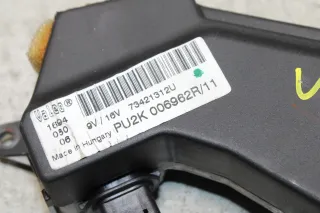 1094
030
06
9V / 16V
73421312U
PU2K 006962R/11
Made in Hungary